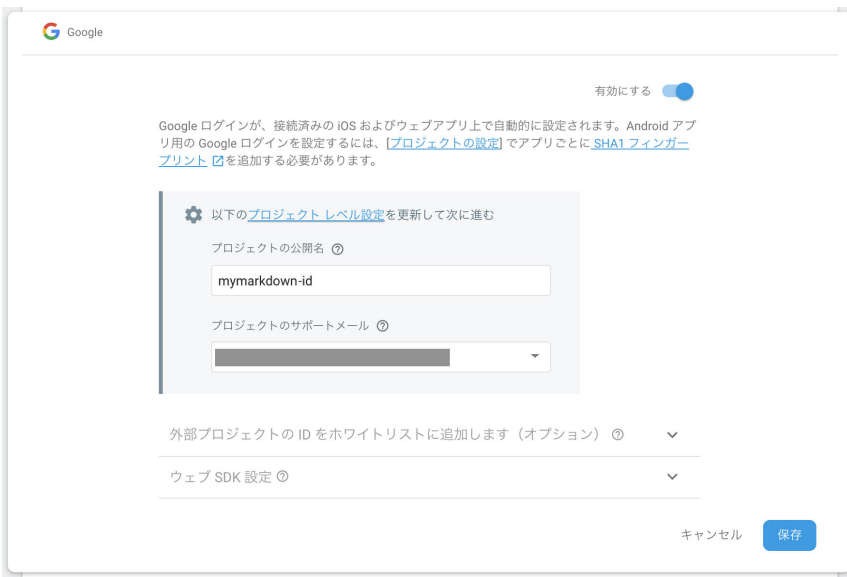 Google
有効にする
Google ログインが、接続済みの iOS およびウェブアプリ上で自動的に設定されます。Android アプ
リ用の Google ログインを設定するには、[プロジェクトの設定] でアプリごとに SHA1 フィンガー
プリント を追加する必要があります。
以下のプロジェクト レベル設定を更新して次に進む
プロジェクトの公開名
mymarkdown-id
プロジェクトのサポートメール
外部プロジェクトの ID をホワイトリストに追加します（オプション）
ウェブ SDK 設定
キャンセル 保存